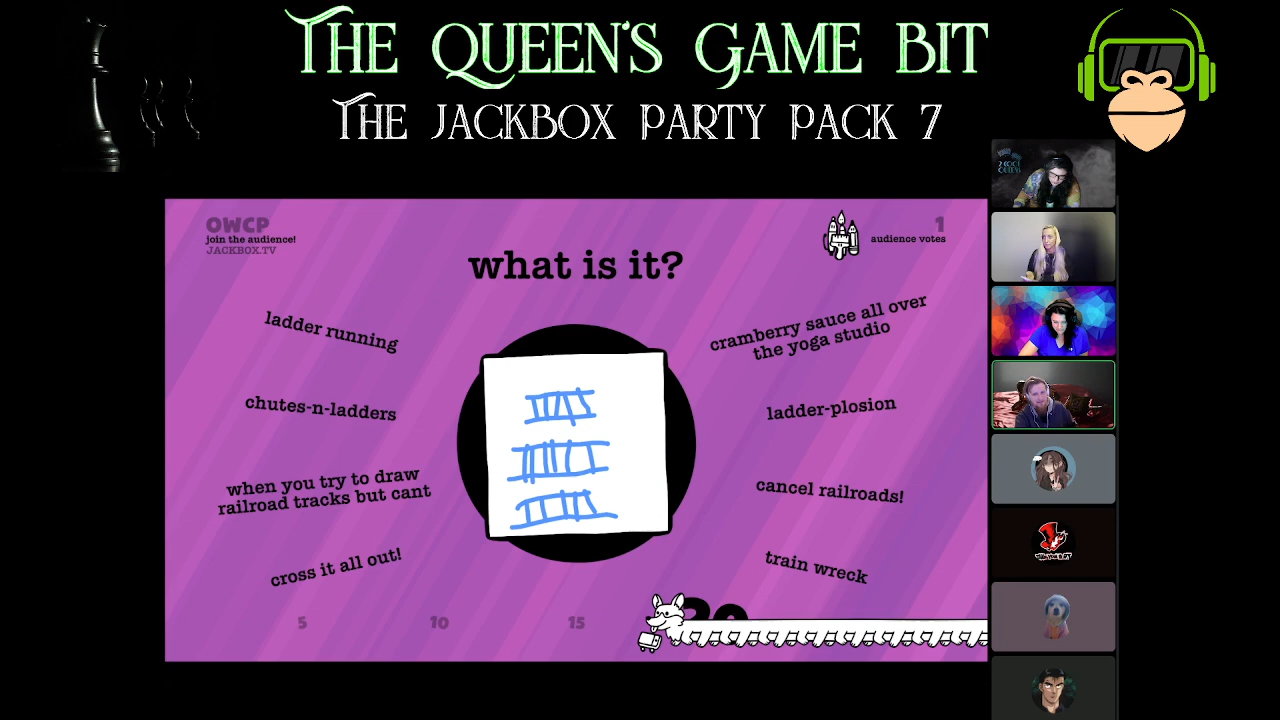 THE QUEEN'S GAME BIT
THE JACKBOX PARTY PACK 7
OWCP
join the audience!
JACKBOX.TV
1
audience votes
what is it?
ladder running
chutes-n-ladders
when you try to draw
railroad tracks but cant
cross it all out!
cramberry sauce all over
the yoga studio
ladder-plosion
cancel railroads!
train wreck
5
10
15